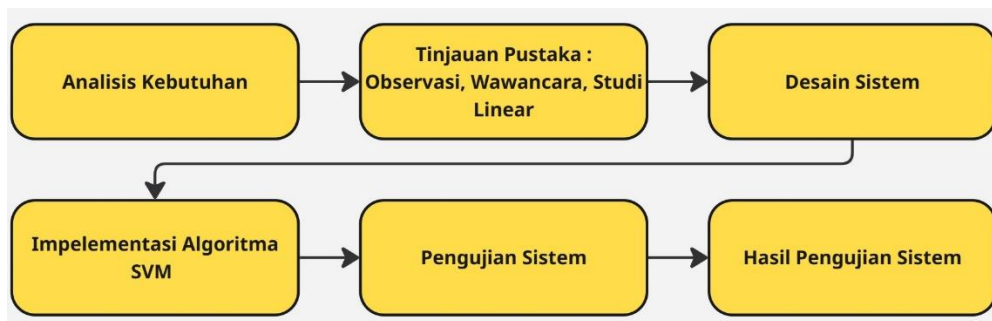 Analisis Kebutuhan
Tinjauan Pustaka :
Observasi, Wawancara, Studi
Linear
Desain Sistem
Impelementasi Algoritma
SVM
Pengujian Sistem
Hasil Pengujian Sistem